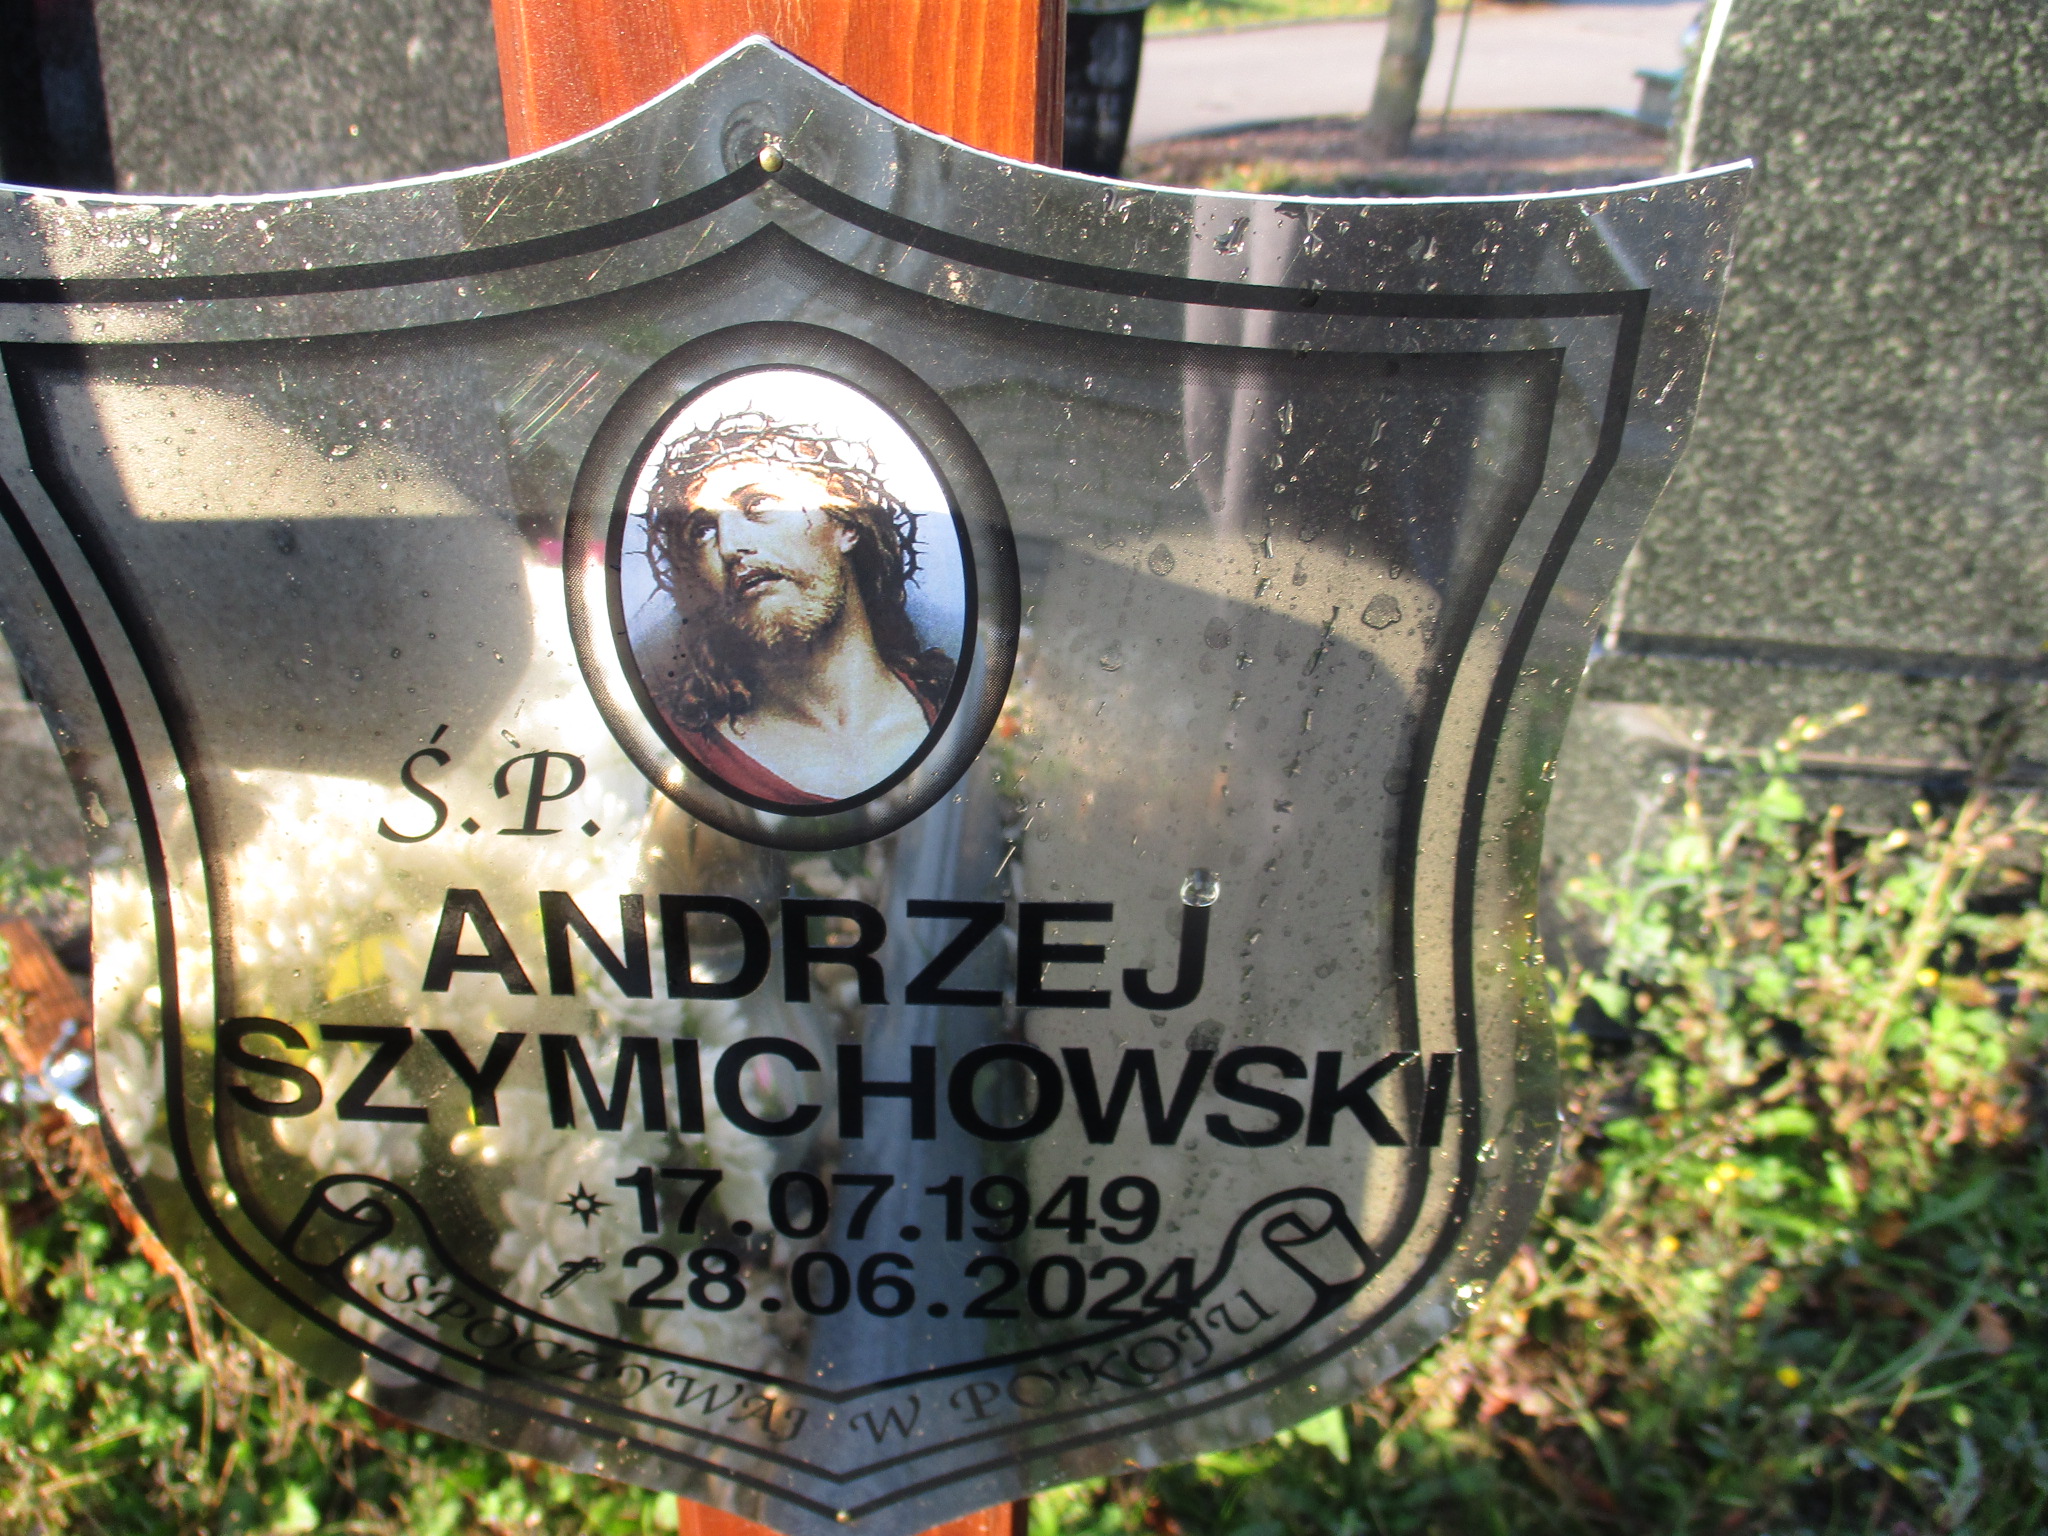 Ś.P.
ANDRZEJ
SZYMICHOWSKI
17.07.1949
28.06.2024
SPOCZYWAJ W POKOJU